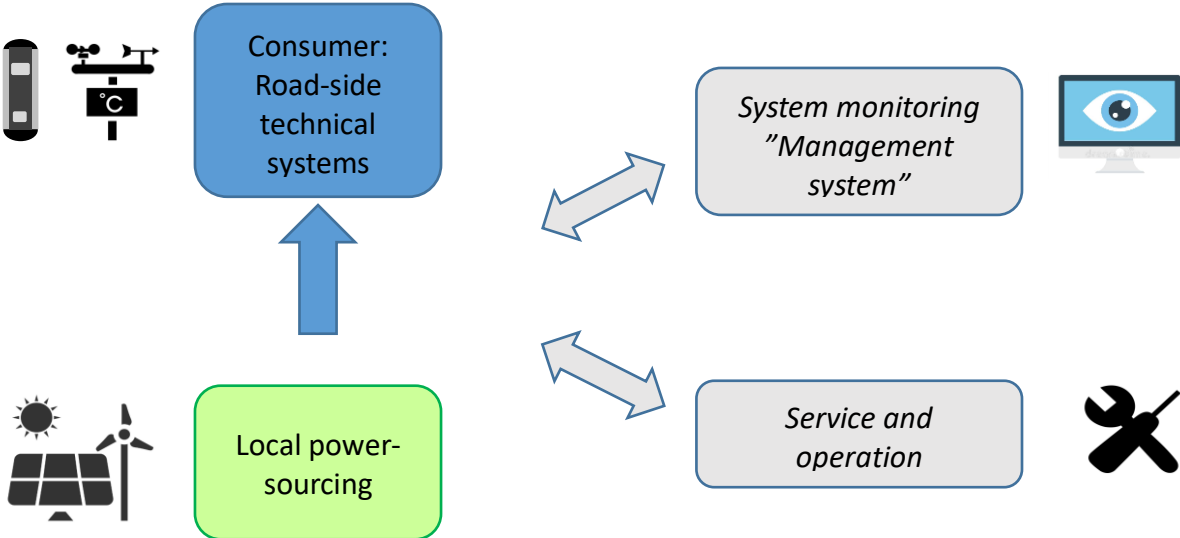 Consumer:
Road-side
technical
systems
°C
System monitoring
”Management
system”
Local power-
sourcing
Service and
operation